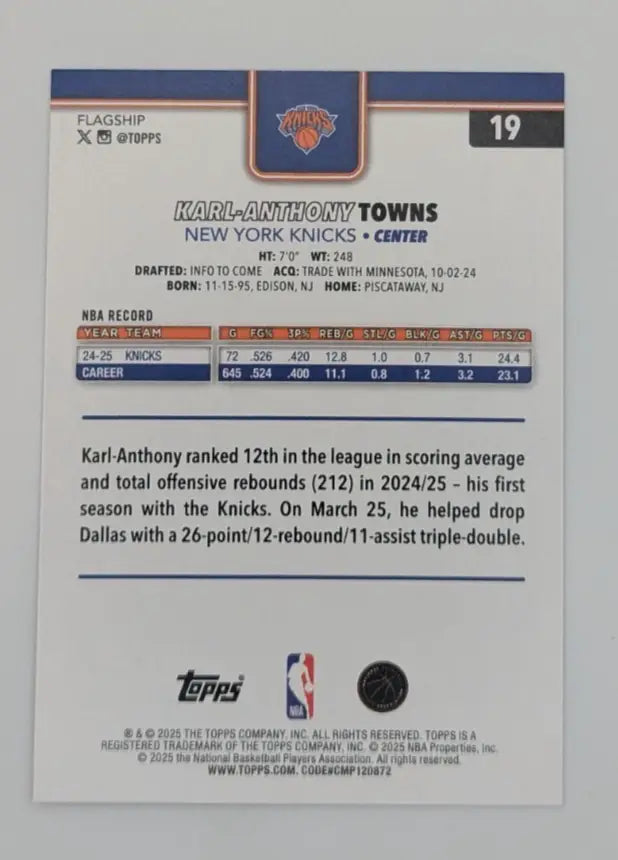 FLAGSHIP
@TOPPS
KNICKS
19
KARL-ANTHONY TOWNS
NEW YORK KNICKS • CENTER
HT: 7'0" WT: 248
DRAFTED: INFO TO COME ACQ: TRADE WITH MINNESOTA, 10-02-24
BORN: 11-15-95, EDISON, NJ HOME: PISCATAWAY, NJ
NBA RECORD
YEAR TEAM G FG% 3P% REB/G STL/G BLK/G AST/G PTS/G
24-25 KNICKS 72 .526 .420 12.8 1.0 0.7 3.1 24.4
CAREER 645 .524 .400 11.1 0.8 1.2 3.2 23.1
Karl-Anthony ranked 12th in the league in scoring average
and total offensive rebounds (212) in 2024/25 – his first
season with the Knicks. On March 25, he helped drop
Dallas with a 26-point/12-rebound/11-assist triple-double.
topps
NBA
® & © 2025 THE TOPPS COMPANY, INC. ALL RIGHTS RESERVED. TOPPS IS A
REGISTERED TRADEMARK OF THE TOPPS COMPANY, INC. © 2025 NBA Properties, Inc.
© 2025 the National Basketball Players Association. All rights reserved.
WWW.TOPPS.COM. CODE#CMP120872